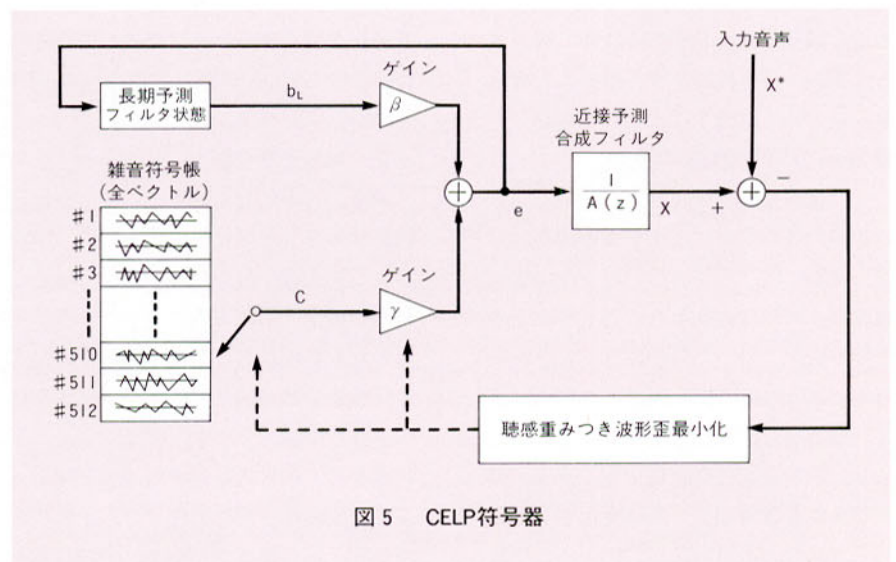 入力音声
X*
ゲイン
長期予測
フィルタ状態
bL
β
近接予測
合成フィルタ
雑音符号帳
(全ベクトル)
1
A(z)
−
e
X
+
#1
#2
#3
ゲイン
C
γ
#510
#511
#512
聴感重みつき波形歪最小化
図5 CELP符号器